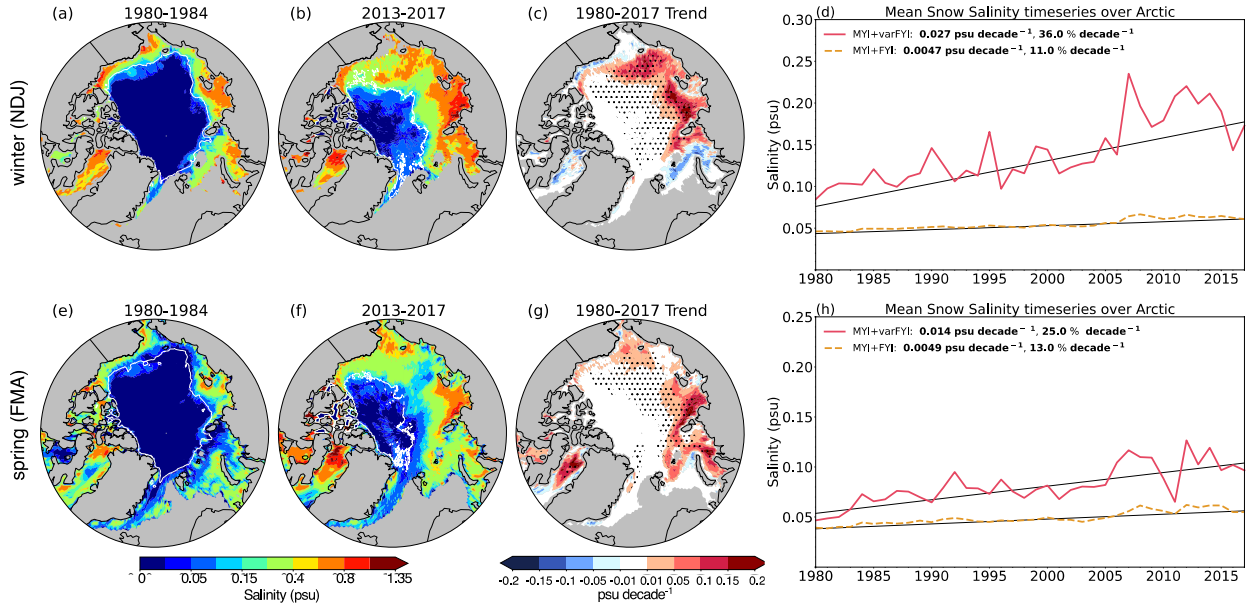 (a) 1980-1984
(b) 2013-2017
(c) 1980-2017 Trend
winter (NDJ)
(d) Mean Snow Salinity timeseries over Arctic
MYI+varFYI: 0.027 psu decade⁻¹, 36.0 % decade⁻¹
MYI+FYI: 0.0047 psu decade⁻¹, 11.0 % decade⁻¹
Salinity (psu)
0.30
0.25
0.20
0.15
0.10
0.05
1980 1985 1990 1995 2000 2005 2010 2015
(e) 1980-1984
(f) 2013-2017
(g) 1980-2017 Trend
spring (FMA)
(h) Mean Snow Salinity timeseries over Arctic
MYI+varFYI: 0.014 psu decade⁻¹, 25.0 % decade⁻¹
MYI+FYI: 0.0049 psu decade⁻¹, 13.0 % decade⁻¹
Salinity (psu)
0.25
0.20
0.15
0.10
0.05
1980 1985 1990 1995 2000 2005 2010 2015
0.05 0.15 0.4 0.8 1.35
Salinity (psu)
-0.2 -0.15 -0.1 -0.05 -0.01 0.01 0.05 0.1 0.15 0.2
psu decade⁻¹